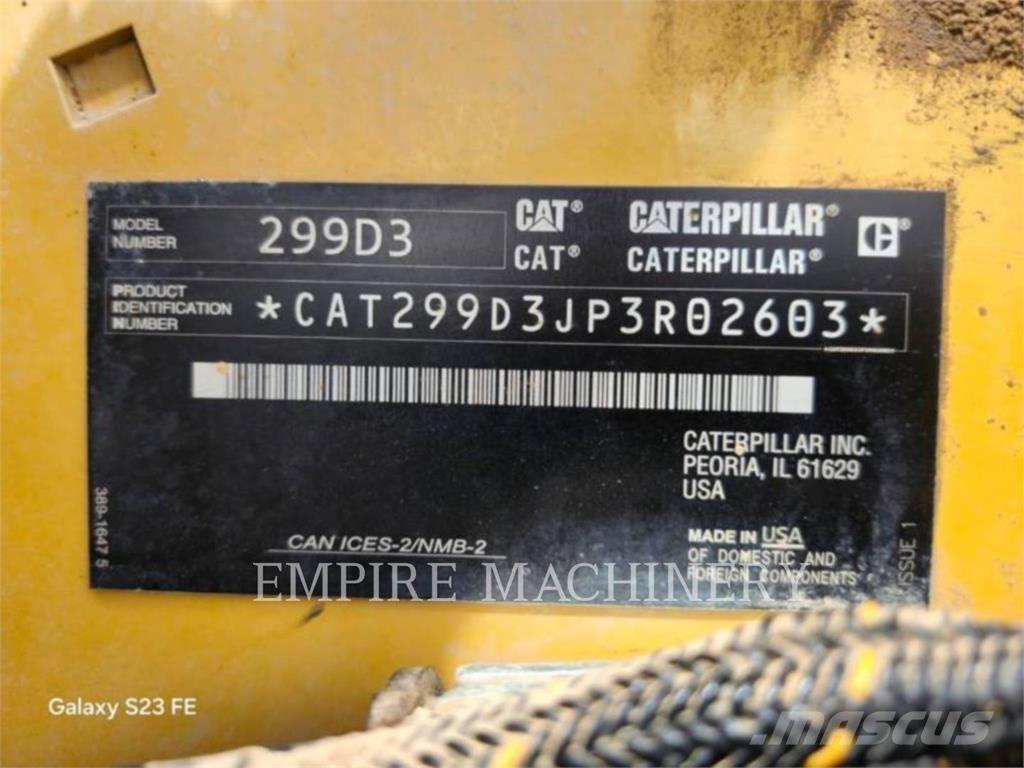 MODEL NUMBER 299D3
CAT® CATERPILLAR® C®
CAT® CATERPILLAR®
PRODUCT IDENTIFICATION NUMBER *CAT299D3JP3R02603*
CATERPILLAR INC.
PEORIA, IL 61629
USA
389-1647 5
CAN ICES-2/NMB-2
MADE IN USA
OF DOMESTIC AND
FOREIGN COMPONENTS
ISSUE 1
EMPIRE MACHINERY
Galaxy S23 FE
MASCUS